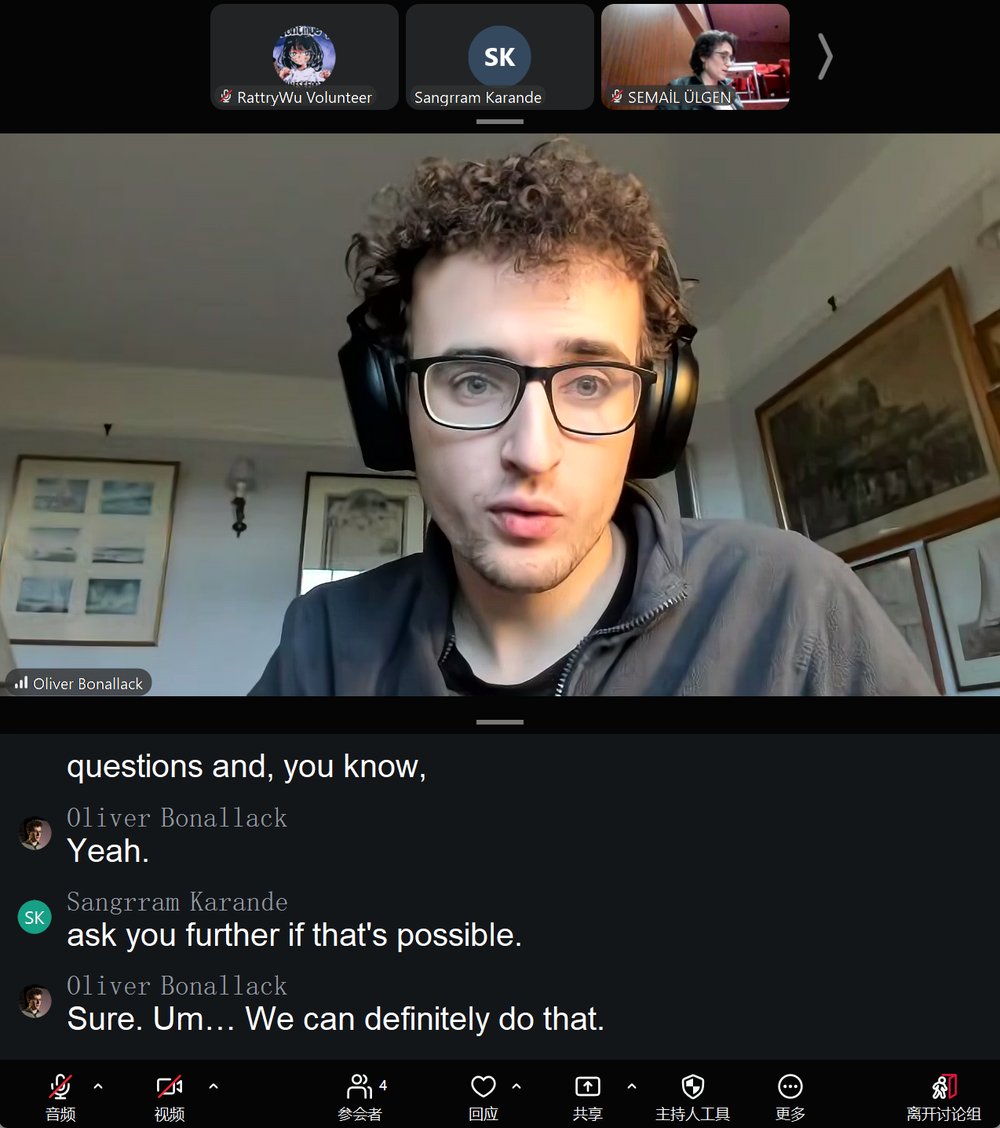 RattryWu Volunteer
SK
Sangrram Karande
SEMAİL ÜLGEN
Oliver Bonallack
questions and, you know,
Oliver Bonallack
Yeah.
SK
Sangrram Karande
ask you further if that's possible.
Oliver Bonallack
Sure. Um… We can definitely do that.
4
音频
视频
参会者
回应
共享
主持人工具
更多
离开讨论组